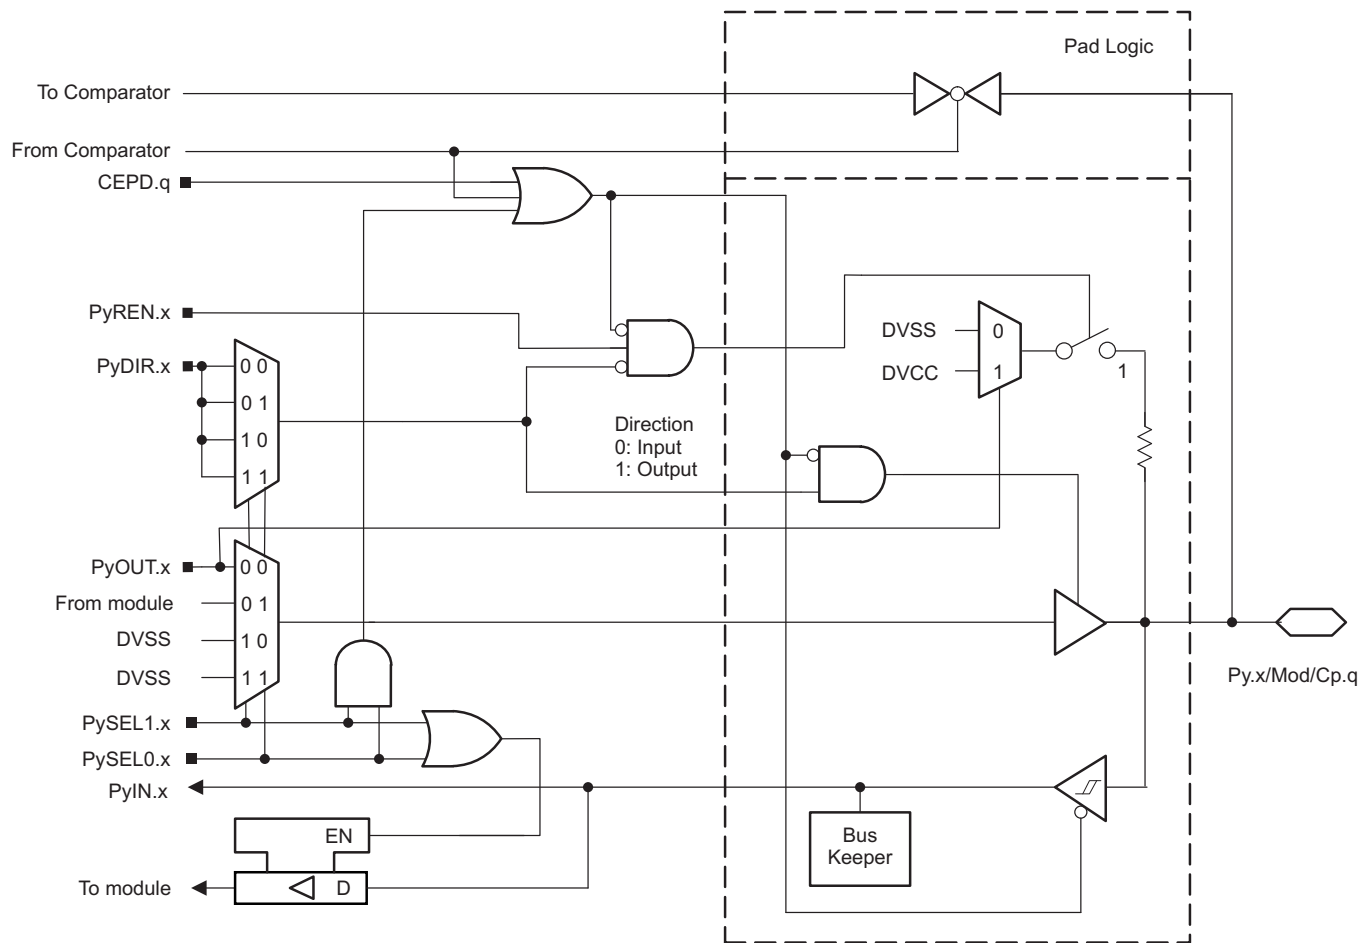 Pad Logic
To Comparator
From Comparator
CEPD.q
PyREN.x
PyDIR.x
0 0
0 1
1 0
1 1
DVSS
0
DVCC
1
1
Direction
0: Input
1: Output
PyOUT.x
0 0
From module
0 1
DVSS
1 0
DVSS
1 1
Py.x/Mod/Cp.q
PySEL1.x
PySEL0.x
PyIN.x
EN
Bus
Keeper
To module
D